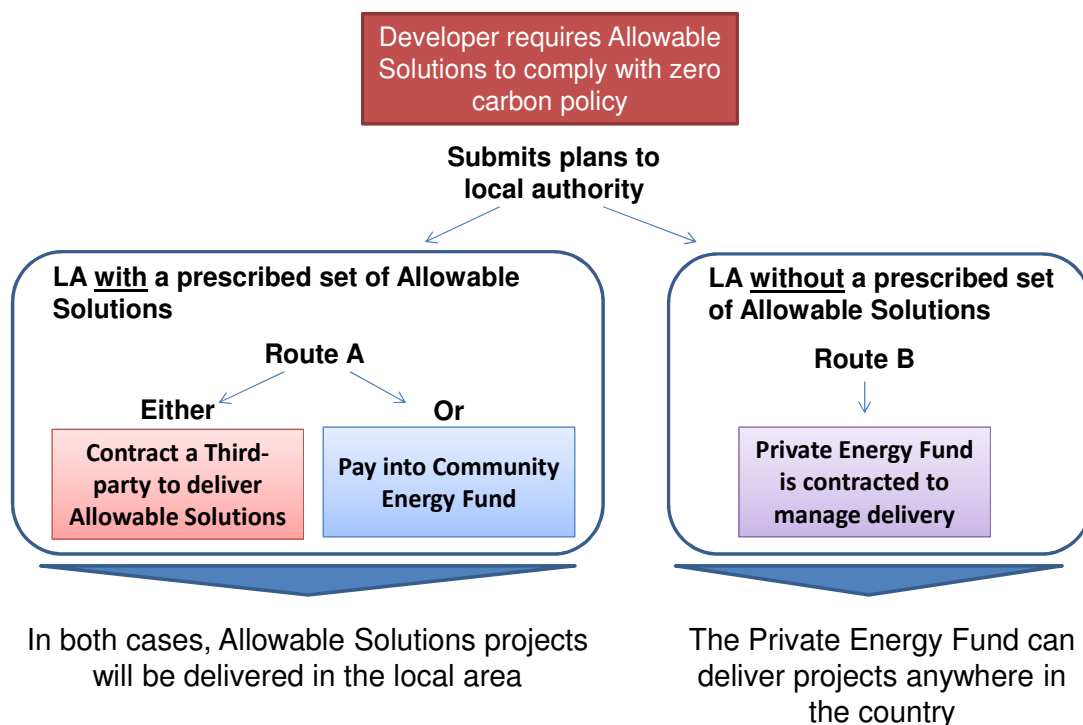 Developer requires Allowable
Solutions to comply with zero
carbon policy
Submits plans to
local authority
LA with a prescribed set of Allowable
Solutions
Route A
Either
Or
Contract a Third-
party to deliver
Allowable Solutions
Pay into Community
Energy Fund
In both cases, Allowable Solutions projects
will be delivered in the local area
LA without a prescribed set
of Allowable Solutions
Route B
Private Energy Fund
is contracted to
manage delivery
The Private Energy Fund can
deliver projects anywhere in
the country